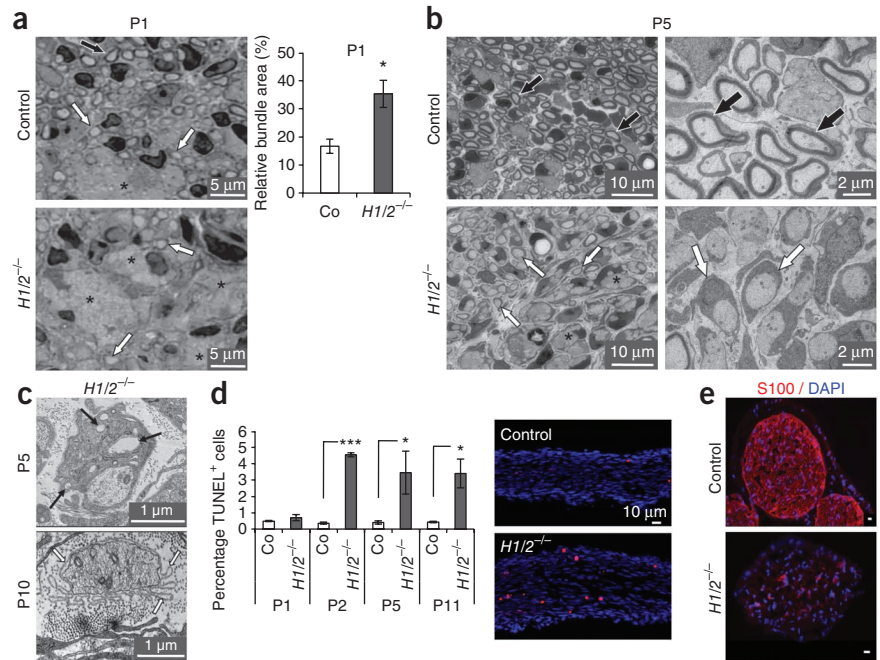 a
P1
Control
*
5 µm
H1/2–/–
*
*
*
*
5 µm
P1
Relative bundle area (%)
50
40
30
20
10
0
*
Co
H1/2–/–
b
P5
Control
10 µm
2 µm
H1/2–/–
*
*
10 µm
2 µm
c
H1/2–/–
P5
1 µm
P10
1 µm
d
Percentage TUNEL+ cells
6
5
4
3
2
1
0
***
*
*
Co
H1/2–/–
Co
H1/2–/–
Co
H1/2–/–
Co
H1/2–/–
P1
P2
P5
P11
Control
10 µm
H1/2–/–
e
S100 / DAPI
Control
H1/2–/–